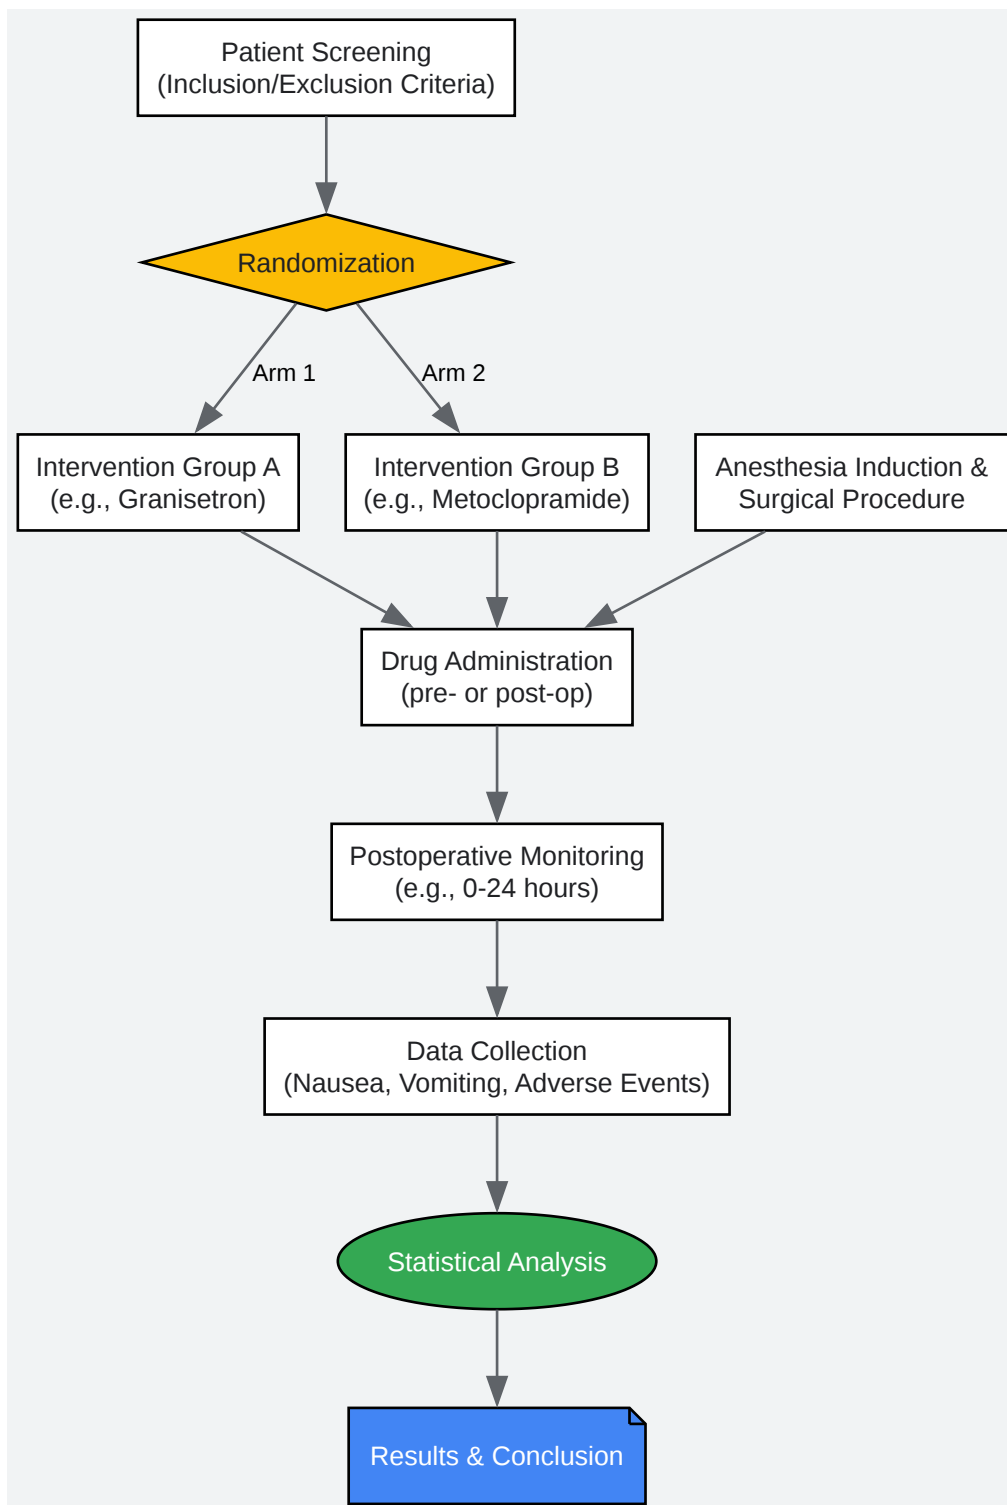 Patient Screening
(Inclusion/Exclusion Criteria)
Randomization
Arm 1
Arm 2
Intervention Group A
(e.g., Granisetron)
Intervention Group B
(e.g., Metoclopramide)
Anesthesia Induction &
Surgical Procedure
Drug Administration
(pre- or post-op)
Postoperative Monitoring
(e.g., 0-24 hours)
Data Collection
(Nausea, Vomiting, Adverse Events)
Statistical Analysis
Results & Conclusion